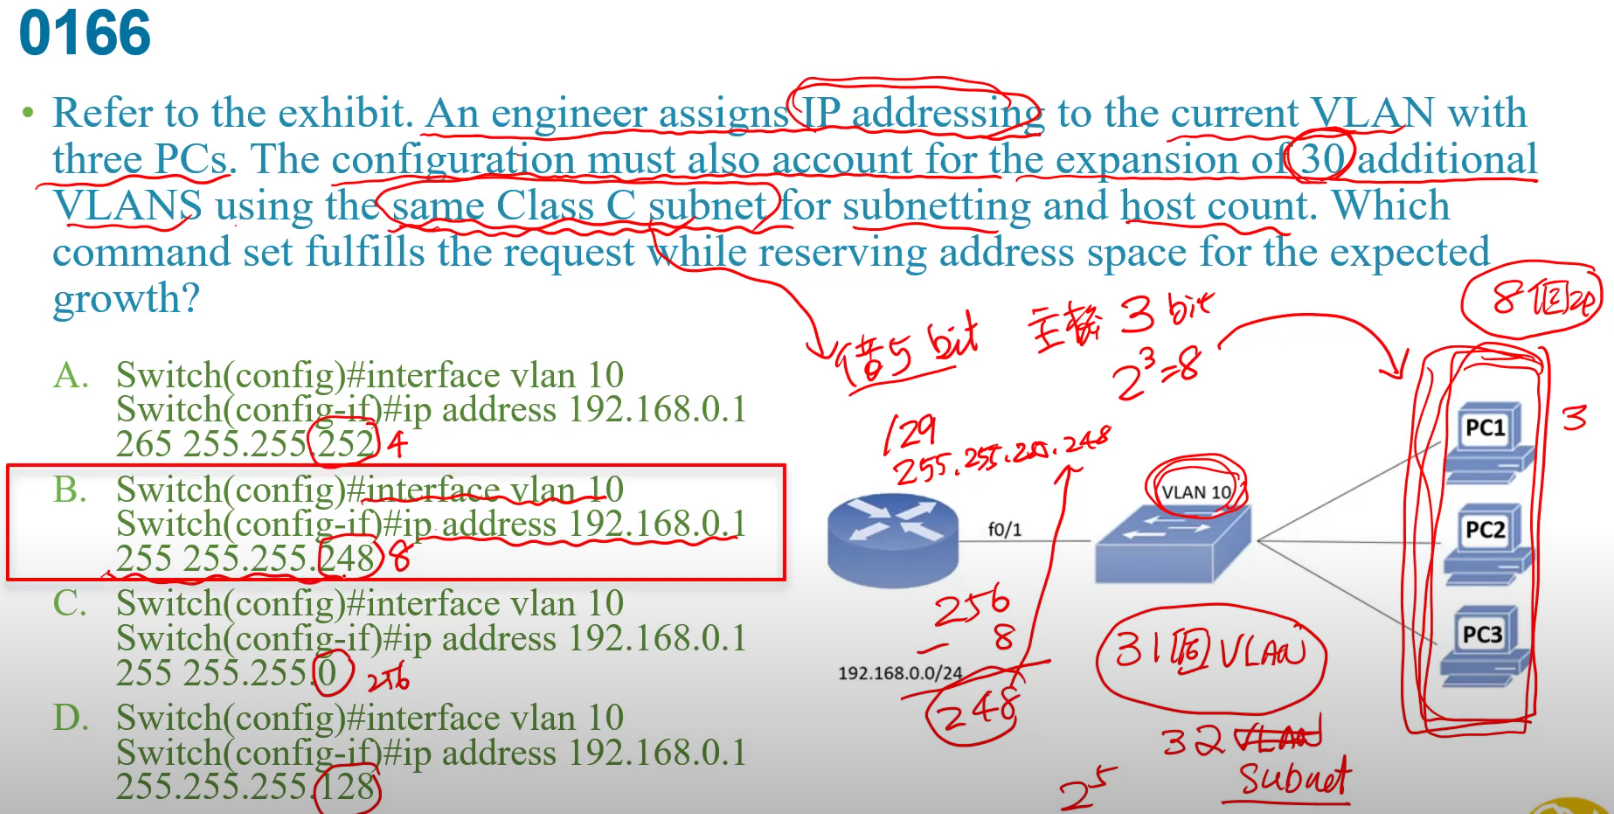 0166
• Refer to the exhibit. An engineer assigns IP addressing to the current VLAN with
three PCs. The configuration must also account for the expansion of 30 additional
VLANS using the same Class C subnet for subnetting and host count. Which
command set fulfills the request while reserving address space for the expected
growth?
A. Switch(config)#interface vlan 10
Switch(config-if)#ip address 192.168.0.1
265 255.255.252 4
B. Switch(config)#interface vlan 10
Switch(config-if)#ip address 192.168.0.1
255 255.255.248 8
C. Switch(config)#interface vlan 10
Switch(config-if)#ip address 192.168.0.1
255 255.255.0 256
D. Switch(config)#interface vlan 10
Switch(config-if)#ip address 192.168.0.1
255.255.255.128
借5 bit
主機 3 bit
2³=8
8個IP
/29
255.255.255.248
VLAN 10
f0/1
192.168.0.0/24
PC1
PC2
PC3
3
256
- 8
248
31個VLAN
32 VLAN
Subnet
2⁵